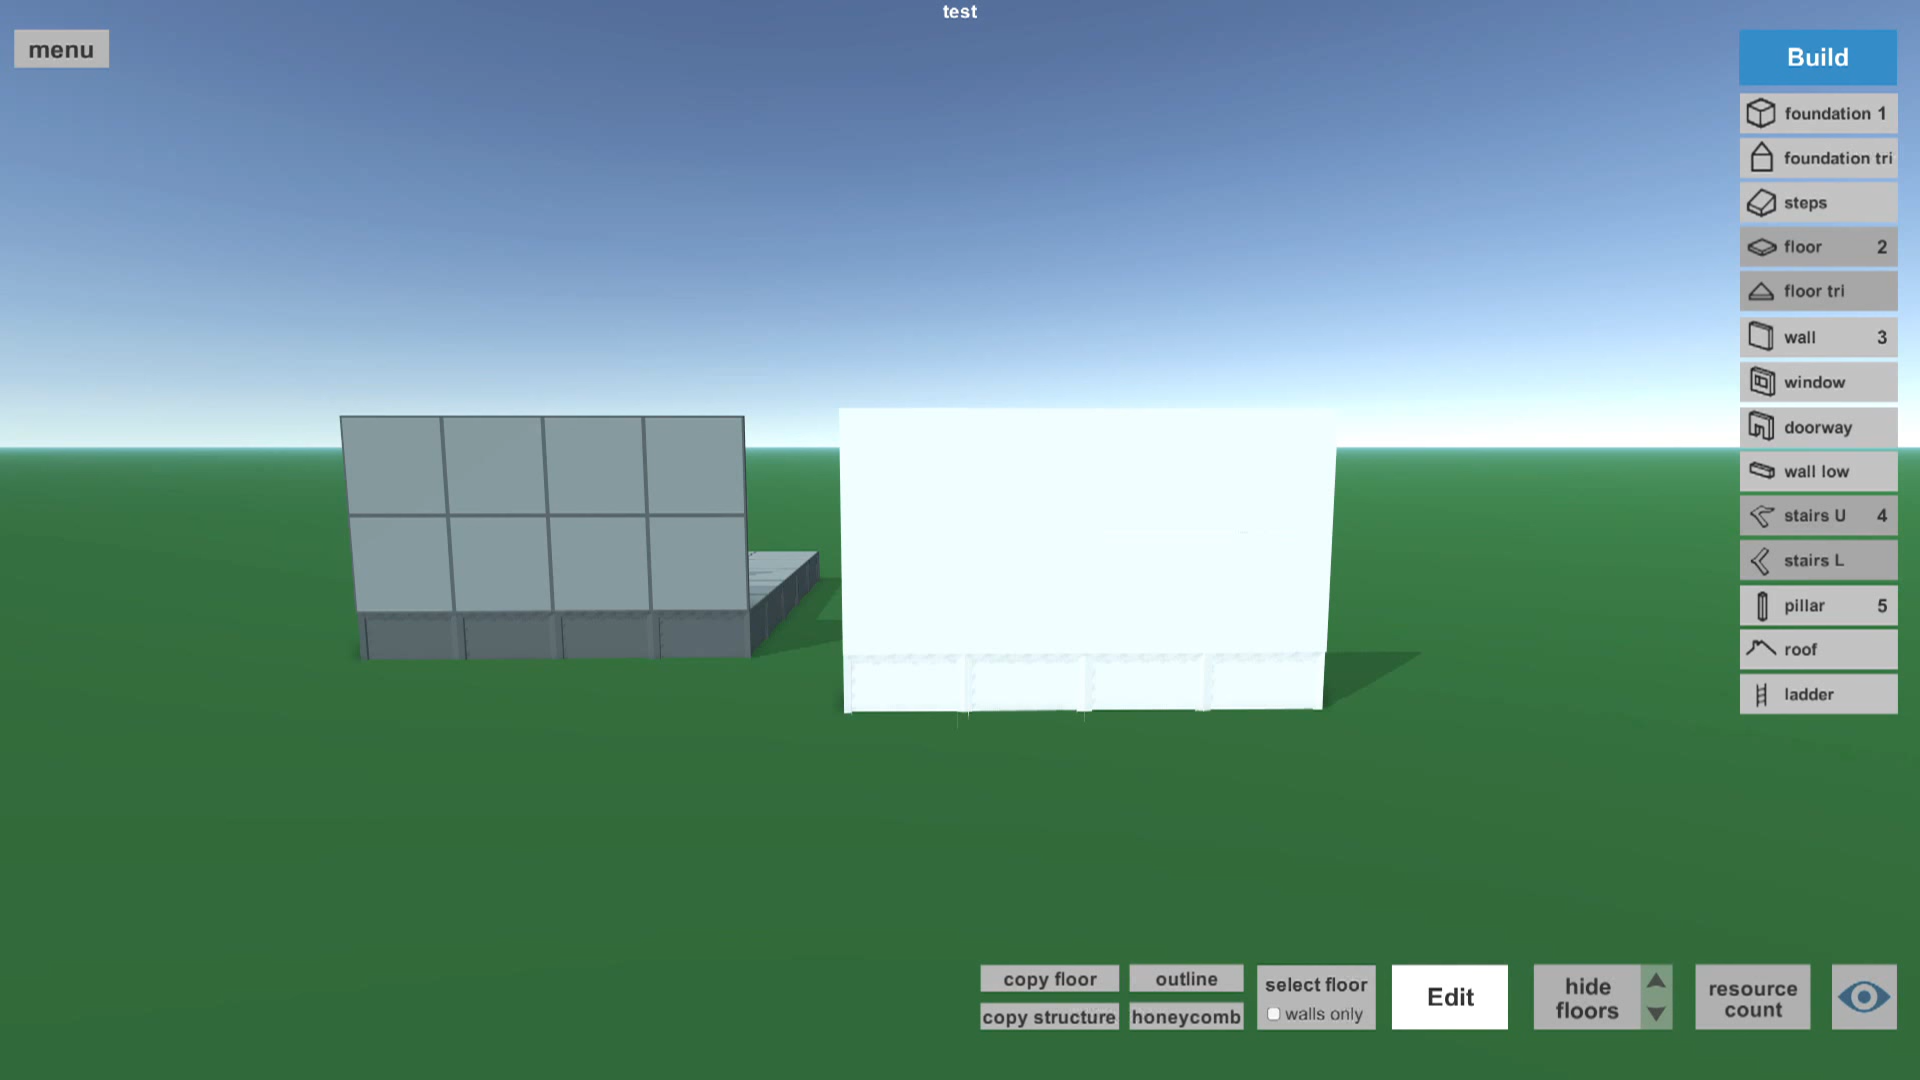 test
menu
Build
foundation 1
foundation tri
steps
floor 2
floor tri
wall 3
window
doorway
wall low
stairs U 4
stairs L
pillar 5
roof
ladder
copy floor
outline
copy structure
honeycomb
select floor
walls only
Edit
hide
floors
resource
count